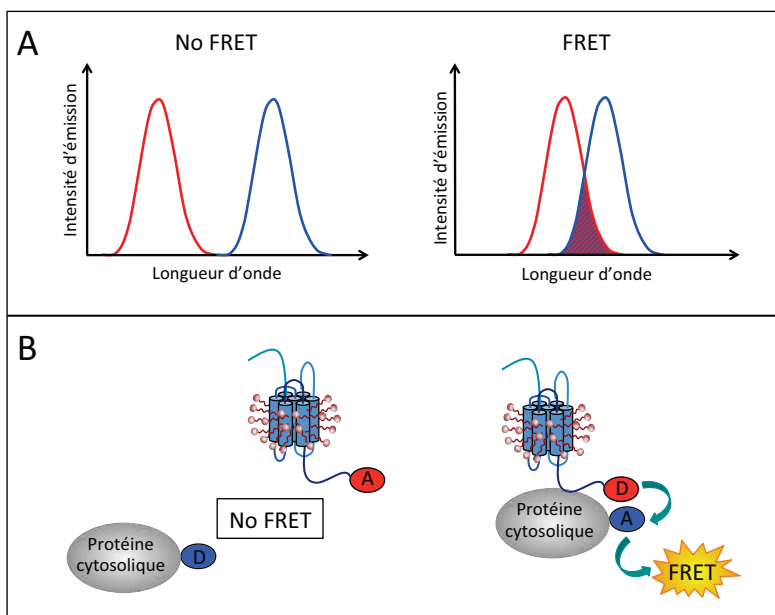 A
No FRET
FRET
Intensité d'émission
Longueur d'onde
Intensité d'émission
Longueur d'onde
B
A
No FRET
Protéine
cytosolique
D
D
Protéine
cytosolique
A
FRET